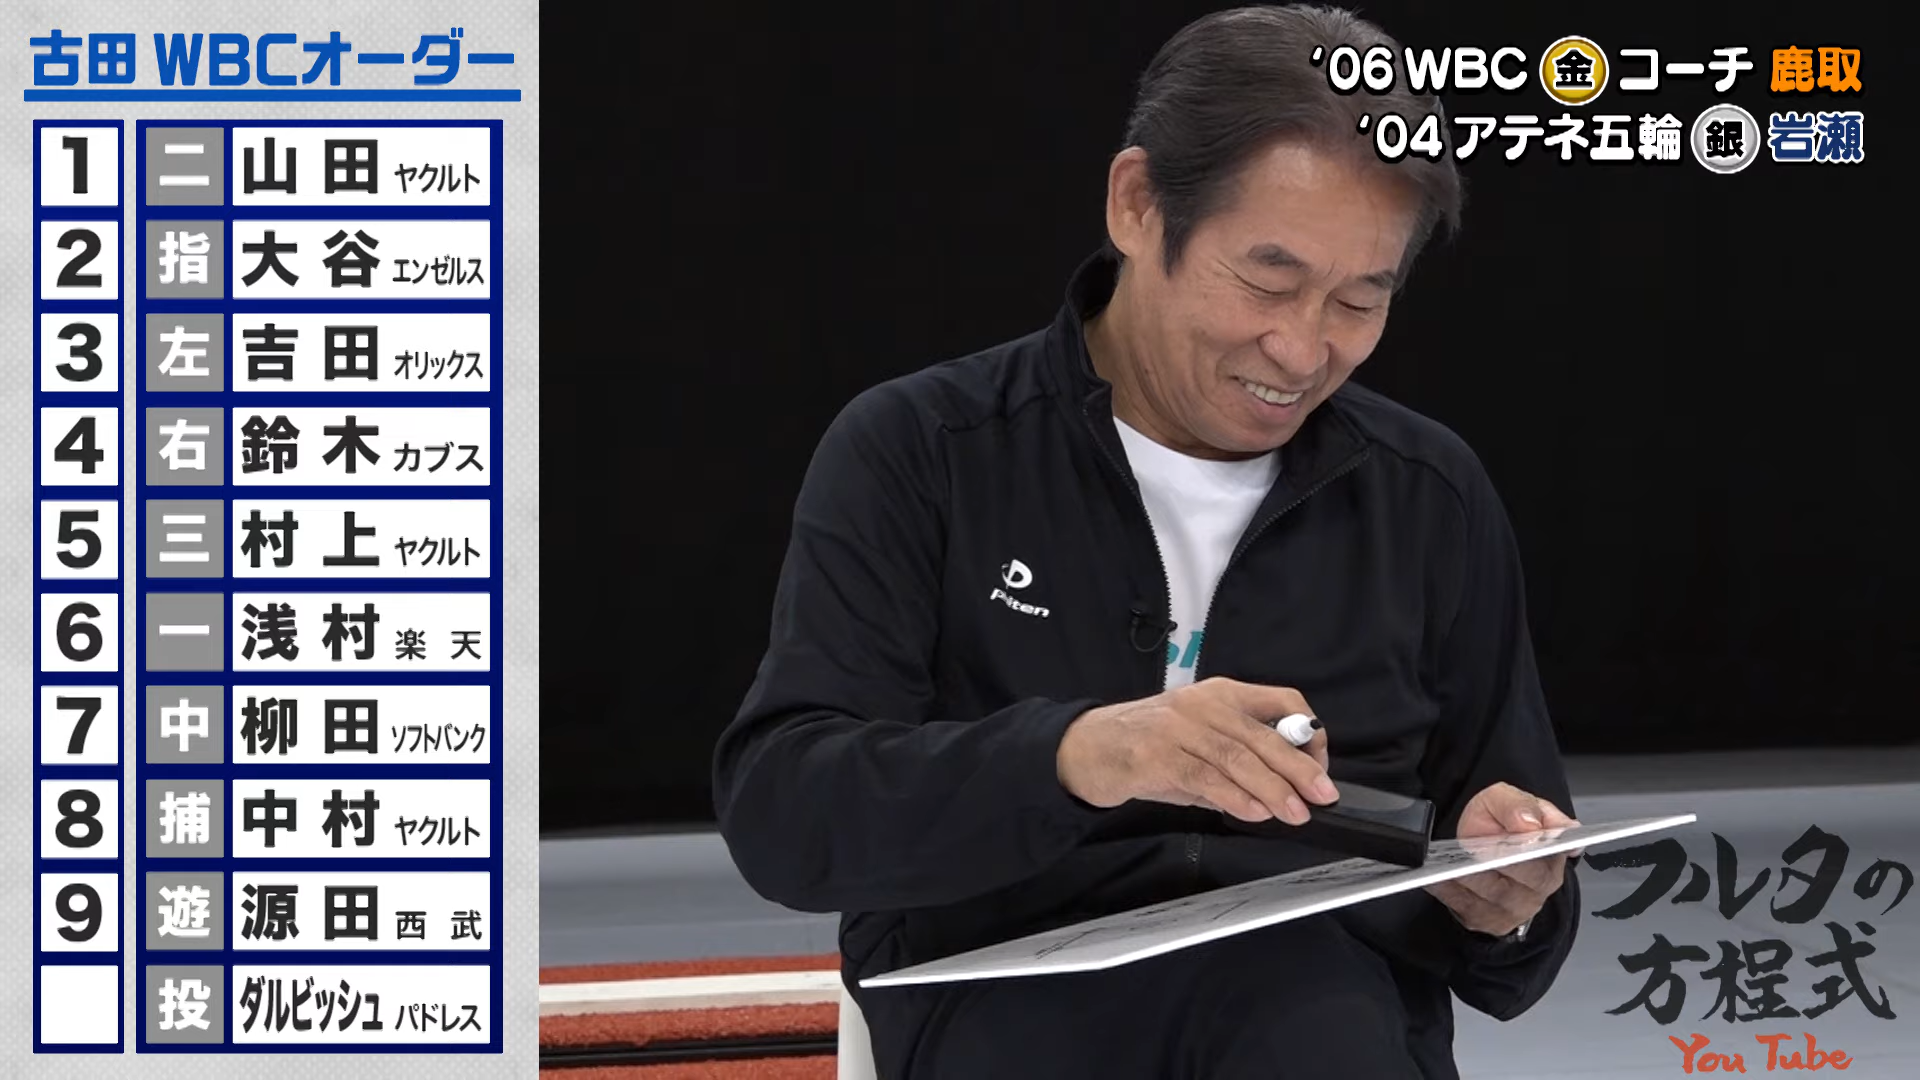 古田 WBCオーダー
1 二 山田 ヤクルト
2 指 大谷 エンゼルス
3 左 吉田 オリックス
4 右 鈴木 カブス
5 三 村上 ヤクルト
6 一 浅村 楽天
7 中 柳田 ソフトバンク
8 捕 中村 ヤクルト
9 遊 源田 西武
投 ダルビッシュ パドレス
'06 WBC 金 コーチ 鹿取
'04 アテネ五輪 銀 岩瀬
phiten
フルタの
方程式
You Tube